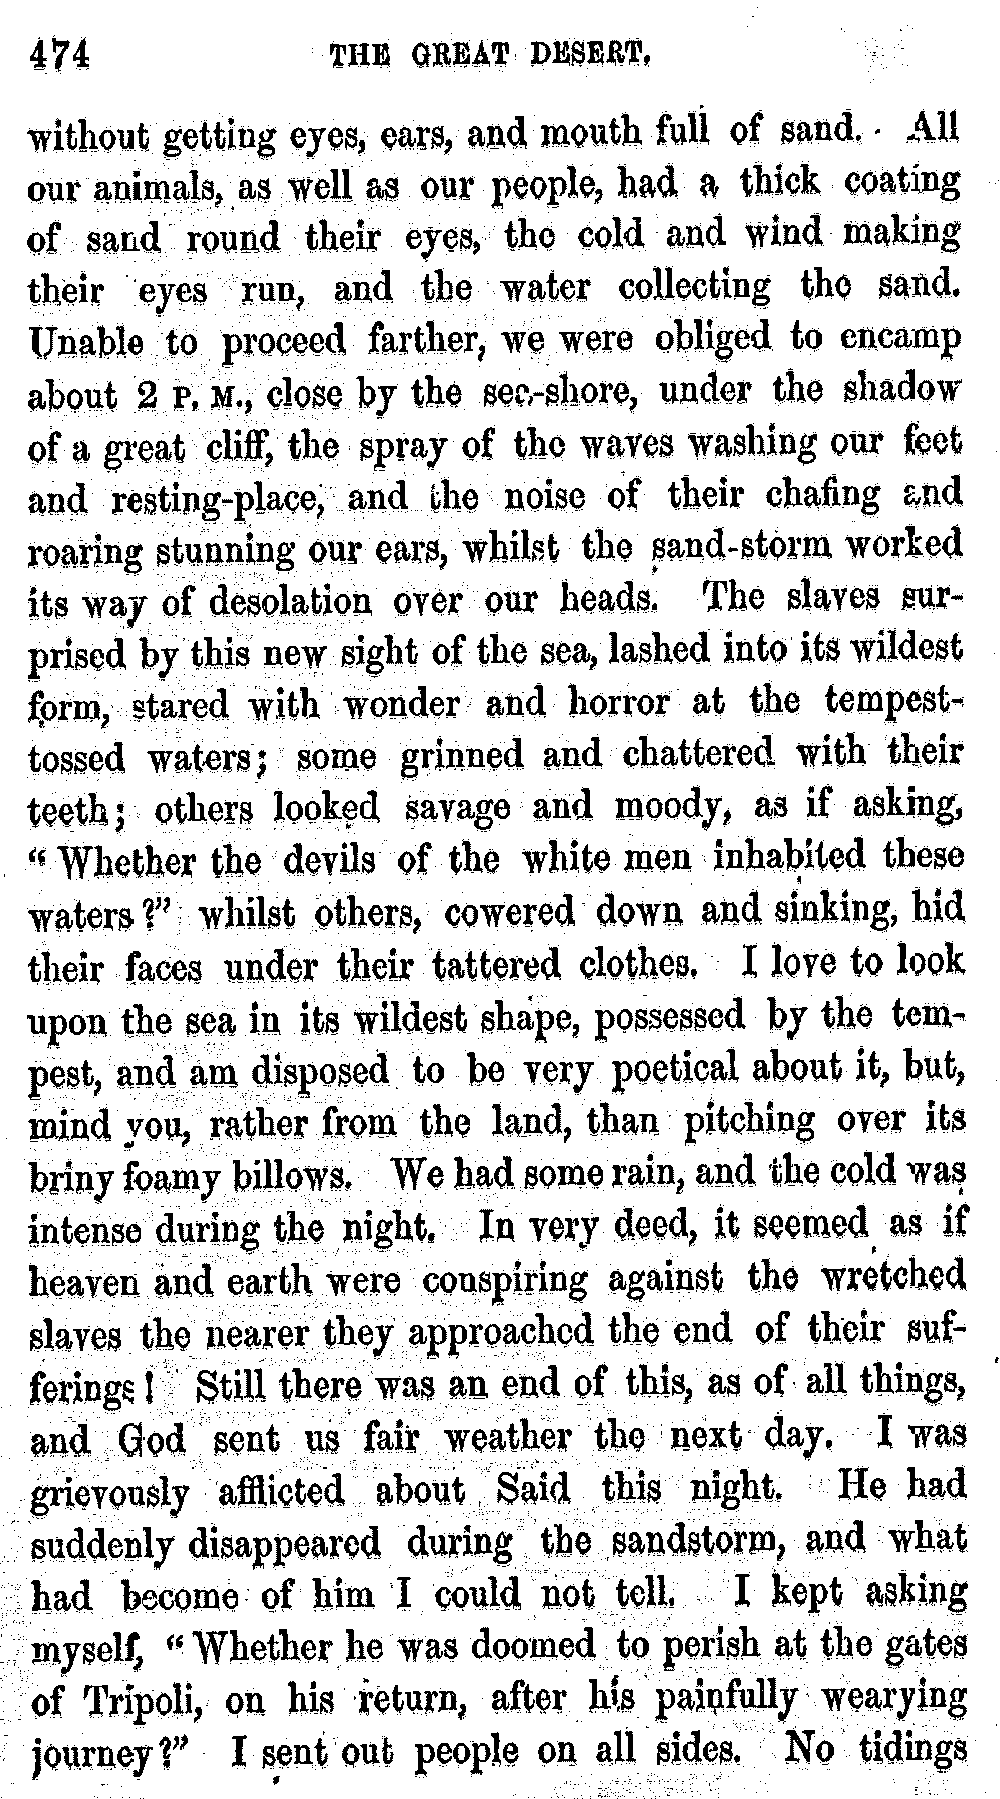 474 THE GREAT DESERT.
without getting eyes, ears, and mouth full of sand. All
our animals, as well as our people, had a thick coating
of sand round their eyes, the cold and wind making
their eyes run, and the water collecting the sand.
Unable to proceed farther, we were obliged to encamp
about 2 P. M., close by the sea-shore, under the shadow
of a great cliff, the spray of the waves washing our feet
and resting-place, and the noise of their chafing and
roaring stunning our ears, whilst the sand-storm worked
its way of desolation over our heads. The slaves sur-
prised by this new sight of the sea, lashed into its wildest
form, stared with wonder and horror at the tempest-
tossed waters; some grinned and chattered with their
teeth; others looked savage and moody, as if asking,
“Whether the devils of the white men inhabited these
waters?” whilst others, cowered down and sinking, hid
their faces under their tattered clothes. I love to look
upon the sea in its wildest shape, possessed by the tem-
pest, and am disposed to be very poetical about it, but,
mind you, rather from the land, than pitching over its
briny foamy billows. We had some rain, and the cold was
intense during the night. In very deed, it seemed as if
heaven and earth were conspiring against the wretched
slaves the nearer they approached the end of their suf-
ferings! Still there was an end of this, as of all things,
and God sent us fair weather the next day. I was
grievously afflicted about Said this night. He had
suddenly disappeared during the sandstorm, and what
had become of him I could not tell. I kept asking
myself, “Whether he was doomed to perish at the gates
of Tripoli, on his return, after his painfully wearying
journey?” I sent out people on all sides. No tidings